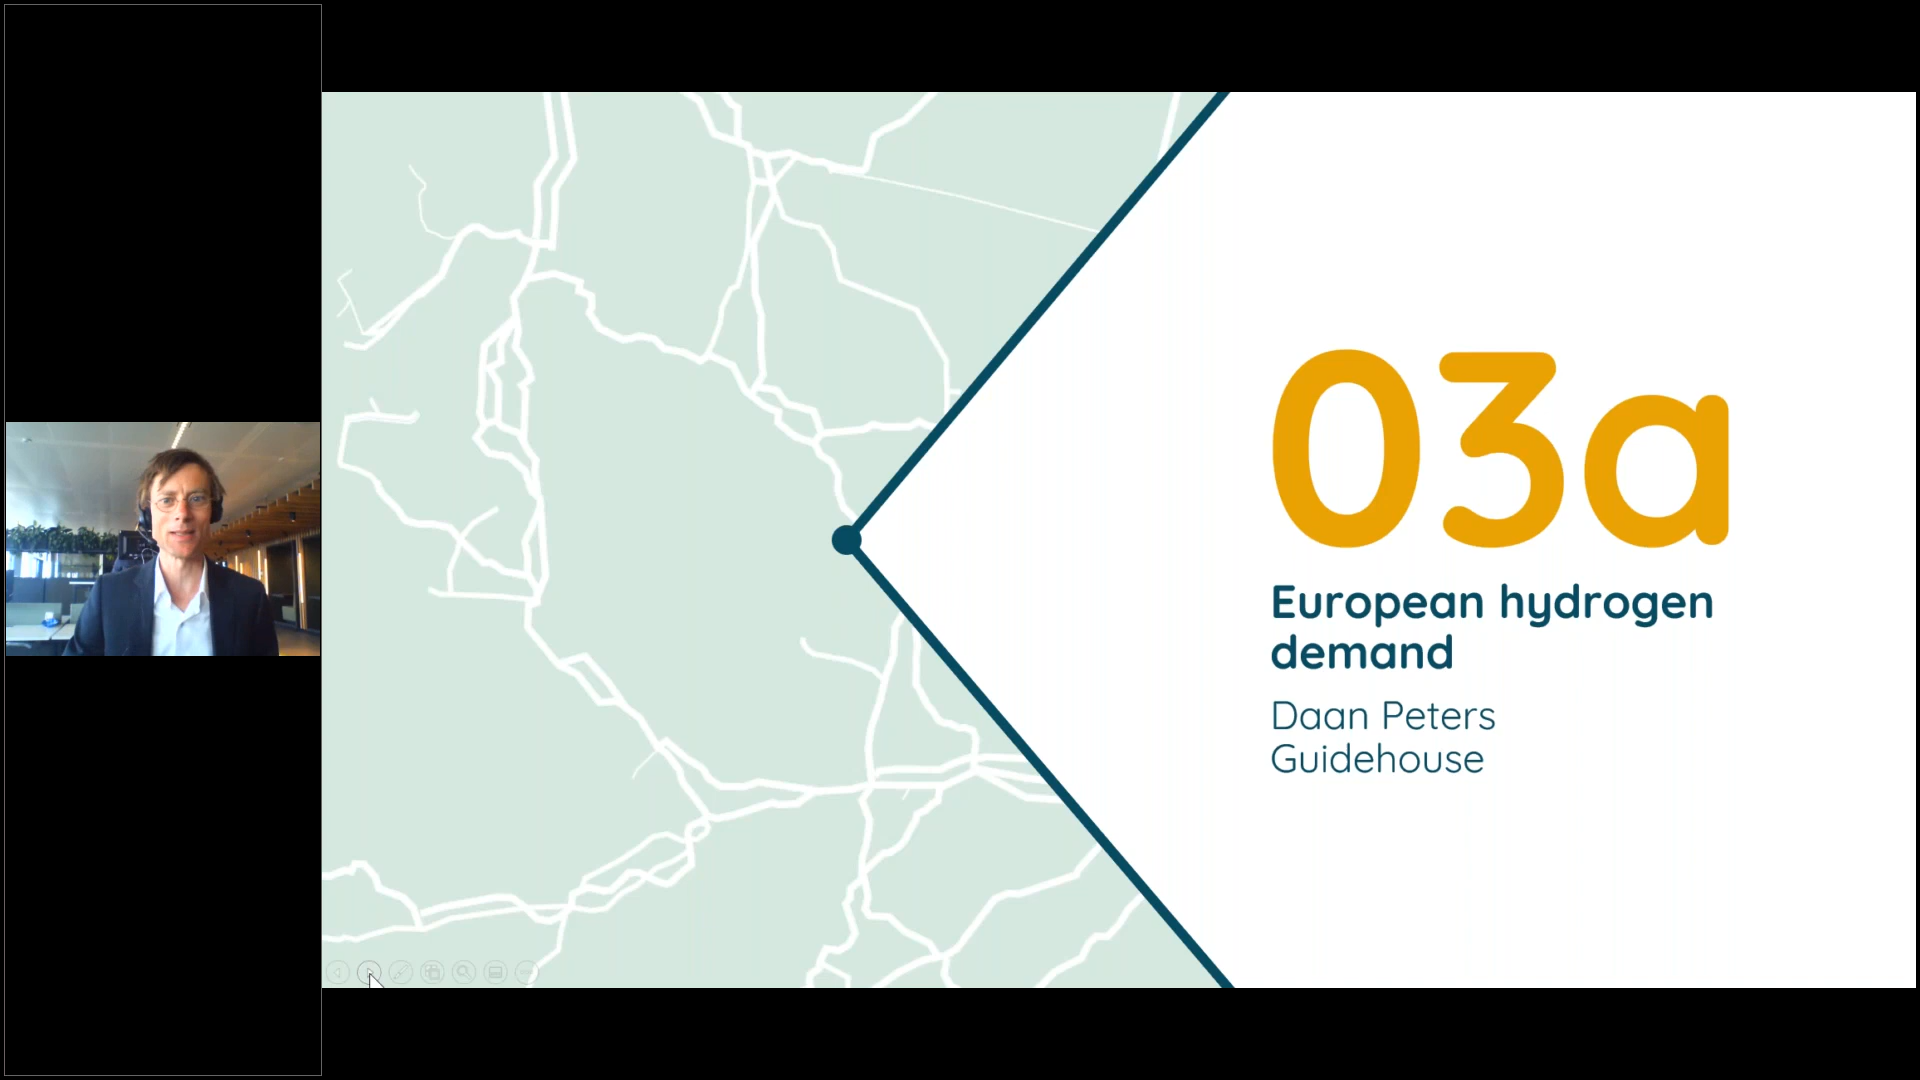 03a
European hydrogen
demand
Daan Peters
Guidehouse